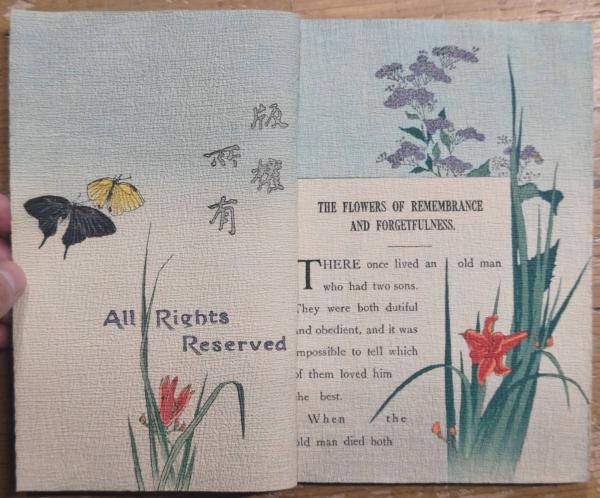 版權
所有
All Rights
Reserved
THE FLOWERS OF REMEMBRANCE
AND FORGETFULNESS.
THERE once lived an old man
who had two sons.
They were both dutiful
and obedient, and it was
impossible to tell which
of them loved him
the best.
When the
old man died both